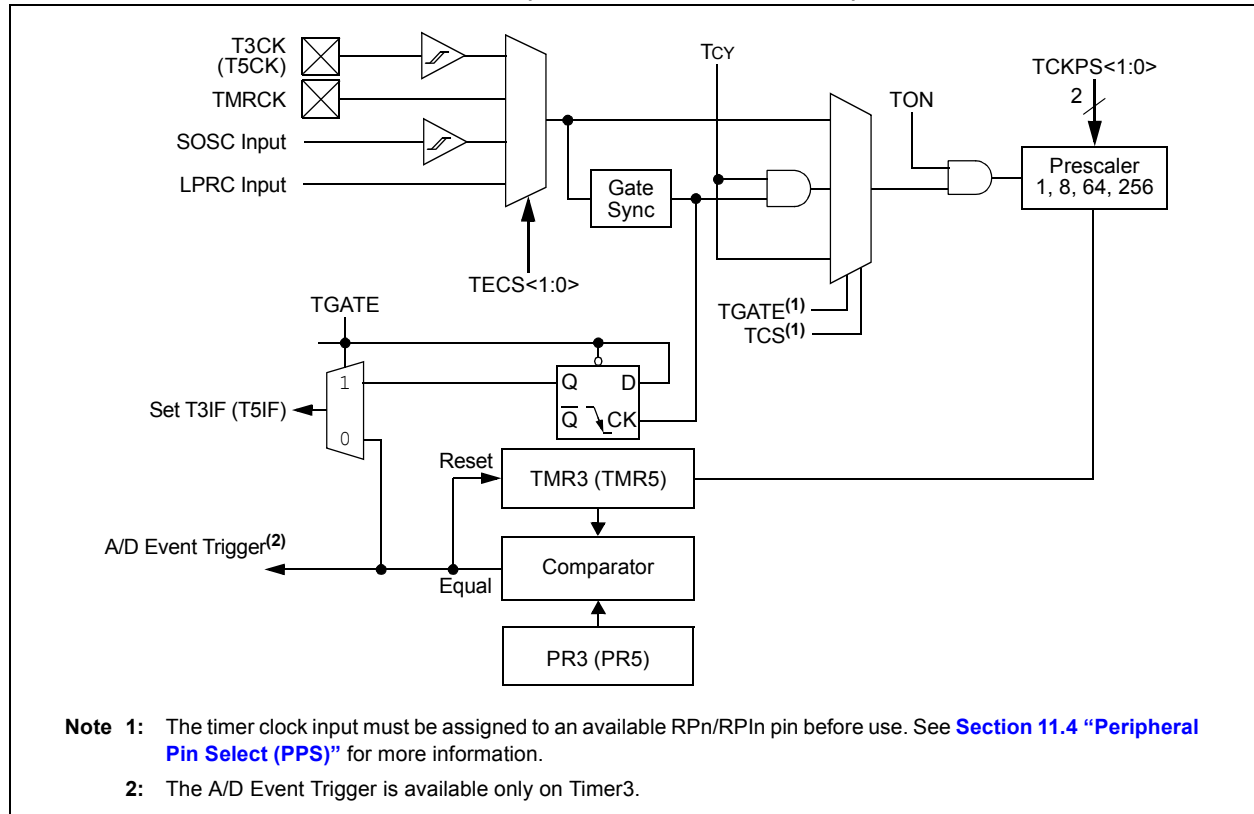 T3CK
(T5CK)
TMRCK
SOSC Input
LPRC Input
TECS<1:0>
Gate
Sync
TCY
TGATE(1)
TCS(1)
TON
TCKPS<1:0>
2
Prescaler
1, 8, 64, 256
TGATE
1
0
Set T3IF (T5IF)
Q D
Q CK
Reset
TMR3 (TMR5)
A/D Event Trigger(2)
Equal
Comparator
PR3 (PR5)
Note 1: The timer clock input must be assigned to an available RPn/RPIn pin before use. See Section 11.4 “Peripheral
Pin Select (PPS)” for more information.
2: The A/D Event Trigger is available only on Timer3.